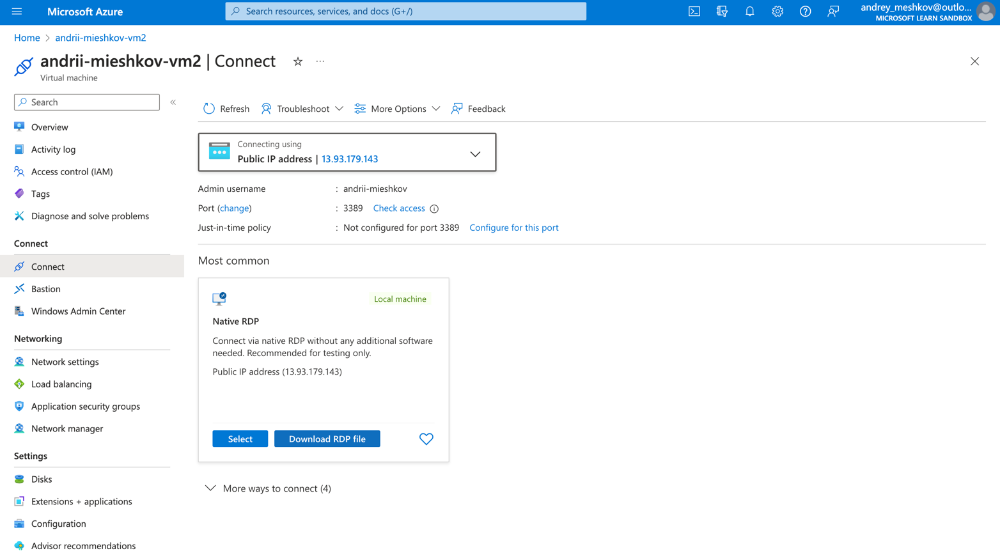 Microsoft Azure
Search resources, services, and docs (G+/)
andrey_meshkov@outlo...
MICROSOFT LEARN SANDBOX
Home > andrii-mieshkov-vm2
andrii-mieshkov-vm2 | Connect
Virtual machine
Search
Overview
Activity log
Access control (IAM)
Tags
Diagnose and solve problems
Connect
Connect
Bastion
Windows Admin Center
Networking
Network settings
Load balancing
Application security groups
Network manager
Settings
Disks
Extensions + applications
Configuration
Advisor recommendations
Refresh Troubleshoot More Options Feedback
Connecting using
Public IP address | 13.93.179.143
Admin username : andrii-mieshkov
Port (change) : 3389 Check access
Just-in-time policy : Not configured for port 3389 Configure for this port
Most common
Local machine
Native RDP
Connect via native RDP without any additional software
needed. Recommended for testing only.
Public IP address (13.93.179.143)
Select Download RDP file
More ways to connect (4)